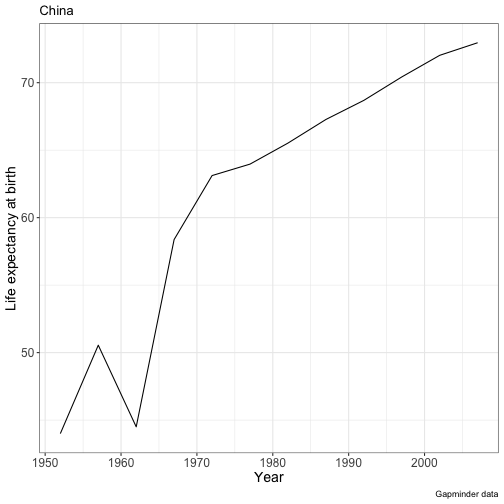 China
Life expectancy at birth
70
60
50
1950 1960 1970 1980 1990 2000
Year
Gapminder data